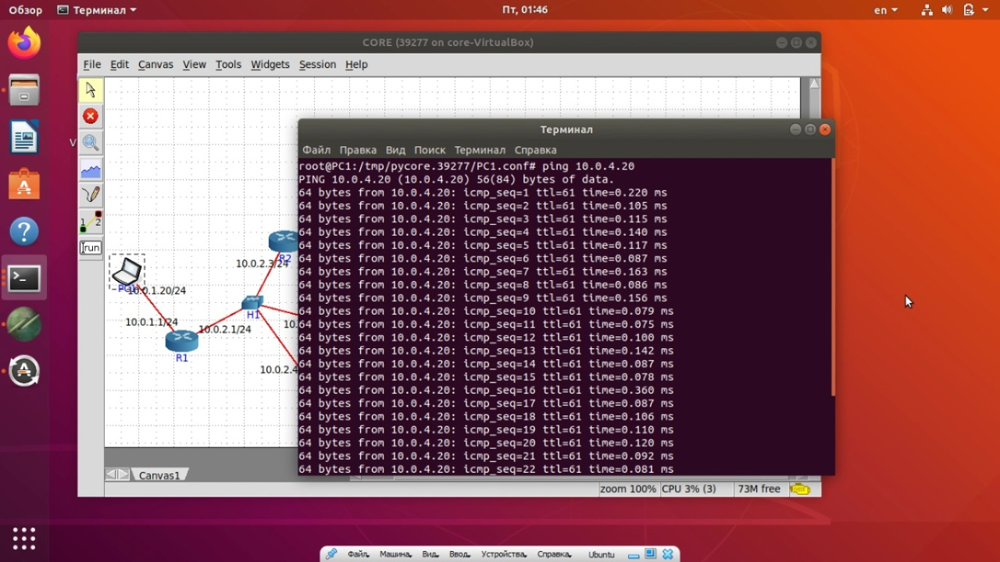 Обзор Терминал Пт, 01:46 en
CORE (39277 on core-VirtualBox)
File Edit Canvas View Tools Widgets Session Help
Терминал
Файл Правка Вид Поиск Терминал Справка
root@PC1:/tmp/pycore.39277/PC1.conf# ping 10.0.4.20
PING 10.0.4.20 (10.0.4.20) 56(84) bytes of data.
64 bytes from 10.0.4.20: icmp_seq=1 ttl=61 time=0.220 ms
64 bytes from 10.0.4.20: icmp_seq=2 ttl=61 time=0.105 ms
64 bytes from 10.0.4.20: icmp_seq=3 ttl=61 time=0.115 ms
64 bytes from 10.0.4.20: icmp_seq=4 ttl=61 time=0.140 ms
64 bytes from 10.0.4.20: icmp_seq=5 ttl=61 time=0.117 ms
64 bytes from 10.0.4.20: icmp_seq=6 ttl=61 time=0.087 ms
64 bytes from 10.0.4.20: icmp_seq=7 ttl=61 time=0.163 ms
64 bytes from 10.0.4.20: icmp_seq=8 ttl=61 time=0.086 ms
64 bytes from 10.0.4.20: icmp_seq=9 ttl=61 time=0.156 ms
64 bytes from 10.0.4.20: icmp_seq=10 ttl=61 time=0.079 ms
64 bytes from 10.0.4.20: icmp_seq=11 ttl=61 time=0.075 ms
64 bytes from 10.0.4.20: icmp_seq=12 ttl=61 time=0.100 ms
64 bytes from 10.0.4.20: icmp_seq=13 ttl=61 time=0.142 ms
64 bytes from 10.0.4.20: icmp_seq=14 ttl=61 time=0.087 ms
64 bytes from 10.0.4.20: icmp_seq=15 ttl=61 time=0.078 ms
64 bytes from 10.0.4.20: icmp_seq=16 ttl=61 time=0.360 ms
64 bytes from 10.0.4.20: icmp_seq=17 ttl=61 time=0.087 ms
64 bytes from 10.0.4.20: icmp_seq=18 ttl=61 time=0.106 ms
64 bytes from 10.0.4.20: icmp_seq=19 ttl=61 time=0.110 ms
64 bytes from 10.0.4.20: icmp_seq=20 ttl=61 time=0.120 ms
64 bytes from 10.0.4.20: icmp_seq=21 ttl=61 time=0.092 ms
64 bytes from 10.0.4.20: icmp_seq=22 ttl=61 time=0.081 ms
1 2
run
R2
10.0.2.3/24
PC1
10.0.1.20/24
H1
10.0.1.1/24
10.0.2.1/24
10.
R1
10.0.2.4
Canvas1
zoom 100% CPU 3% (3) 73M free
Файл Машина Вид Ввод Устройства Справка Ubuntu